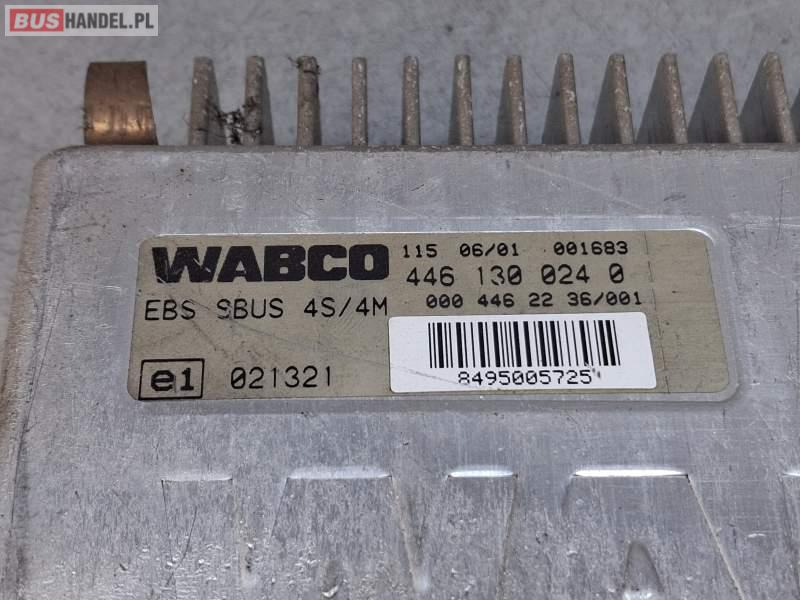 BUSHANDEL.PL
WABCO
115 06/01 001683
446 130 024 0
EBS SBUS 4S/4M
000 446 22 36/001
e1 021321
8495005725